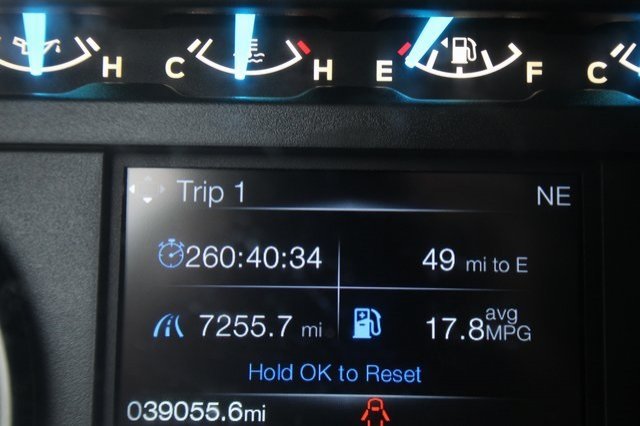 H C H E F C
Trip 1 NE
260:40:34 49 mi to E
7255.7 mi 17.8 avg MPG
Hold OK to Reset
039055.6mi